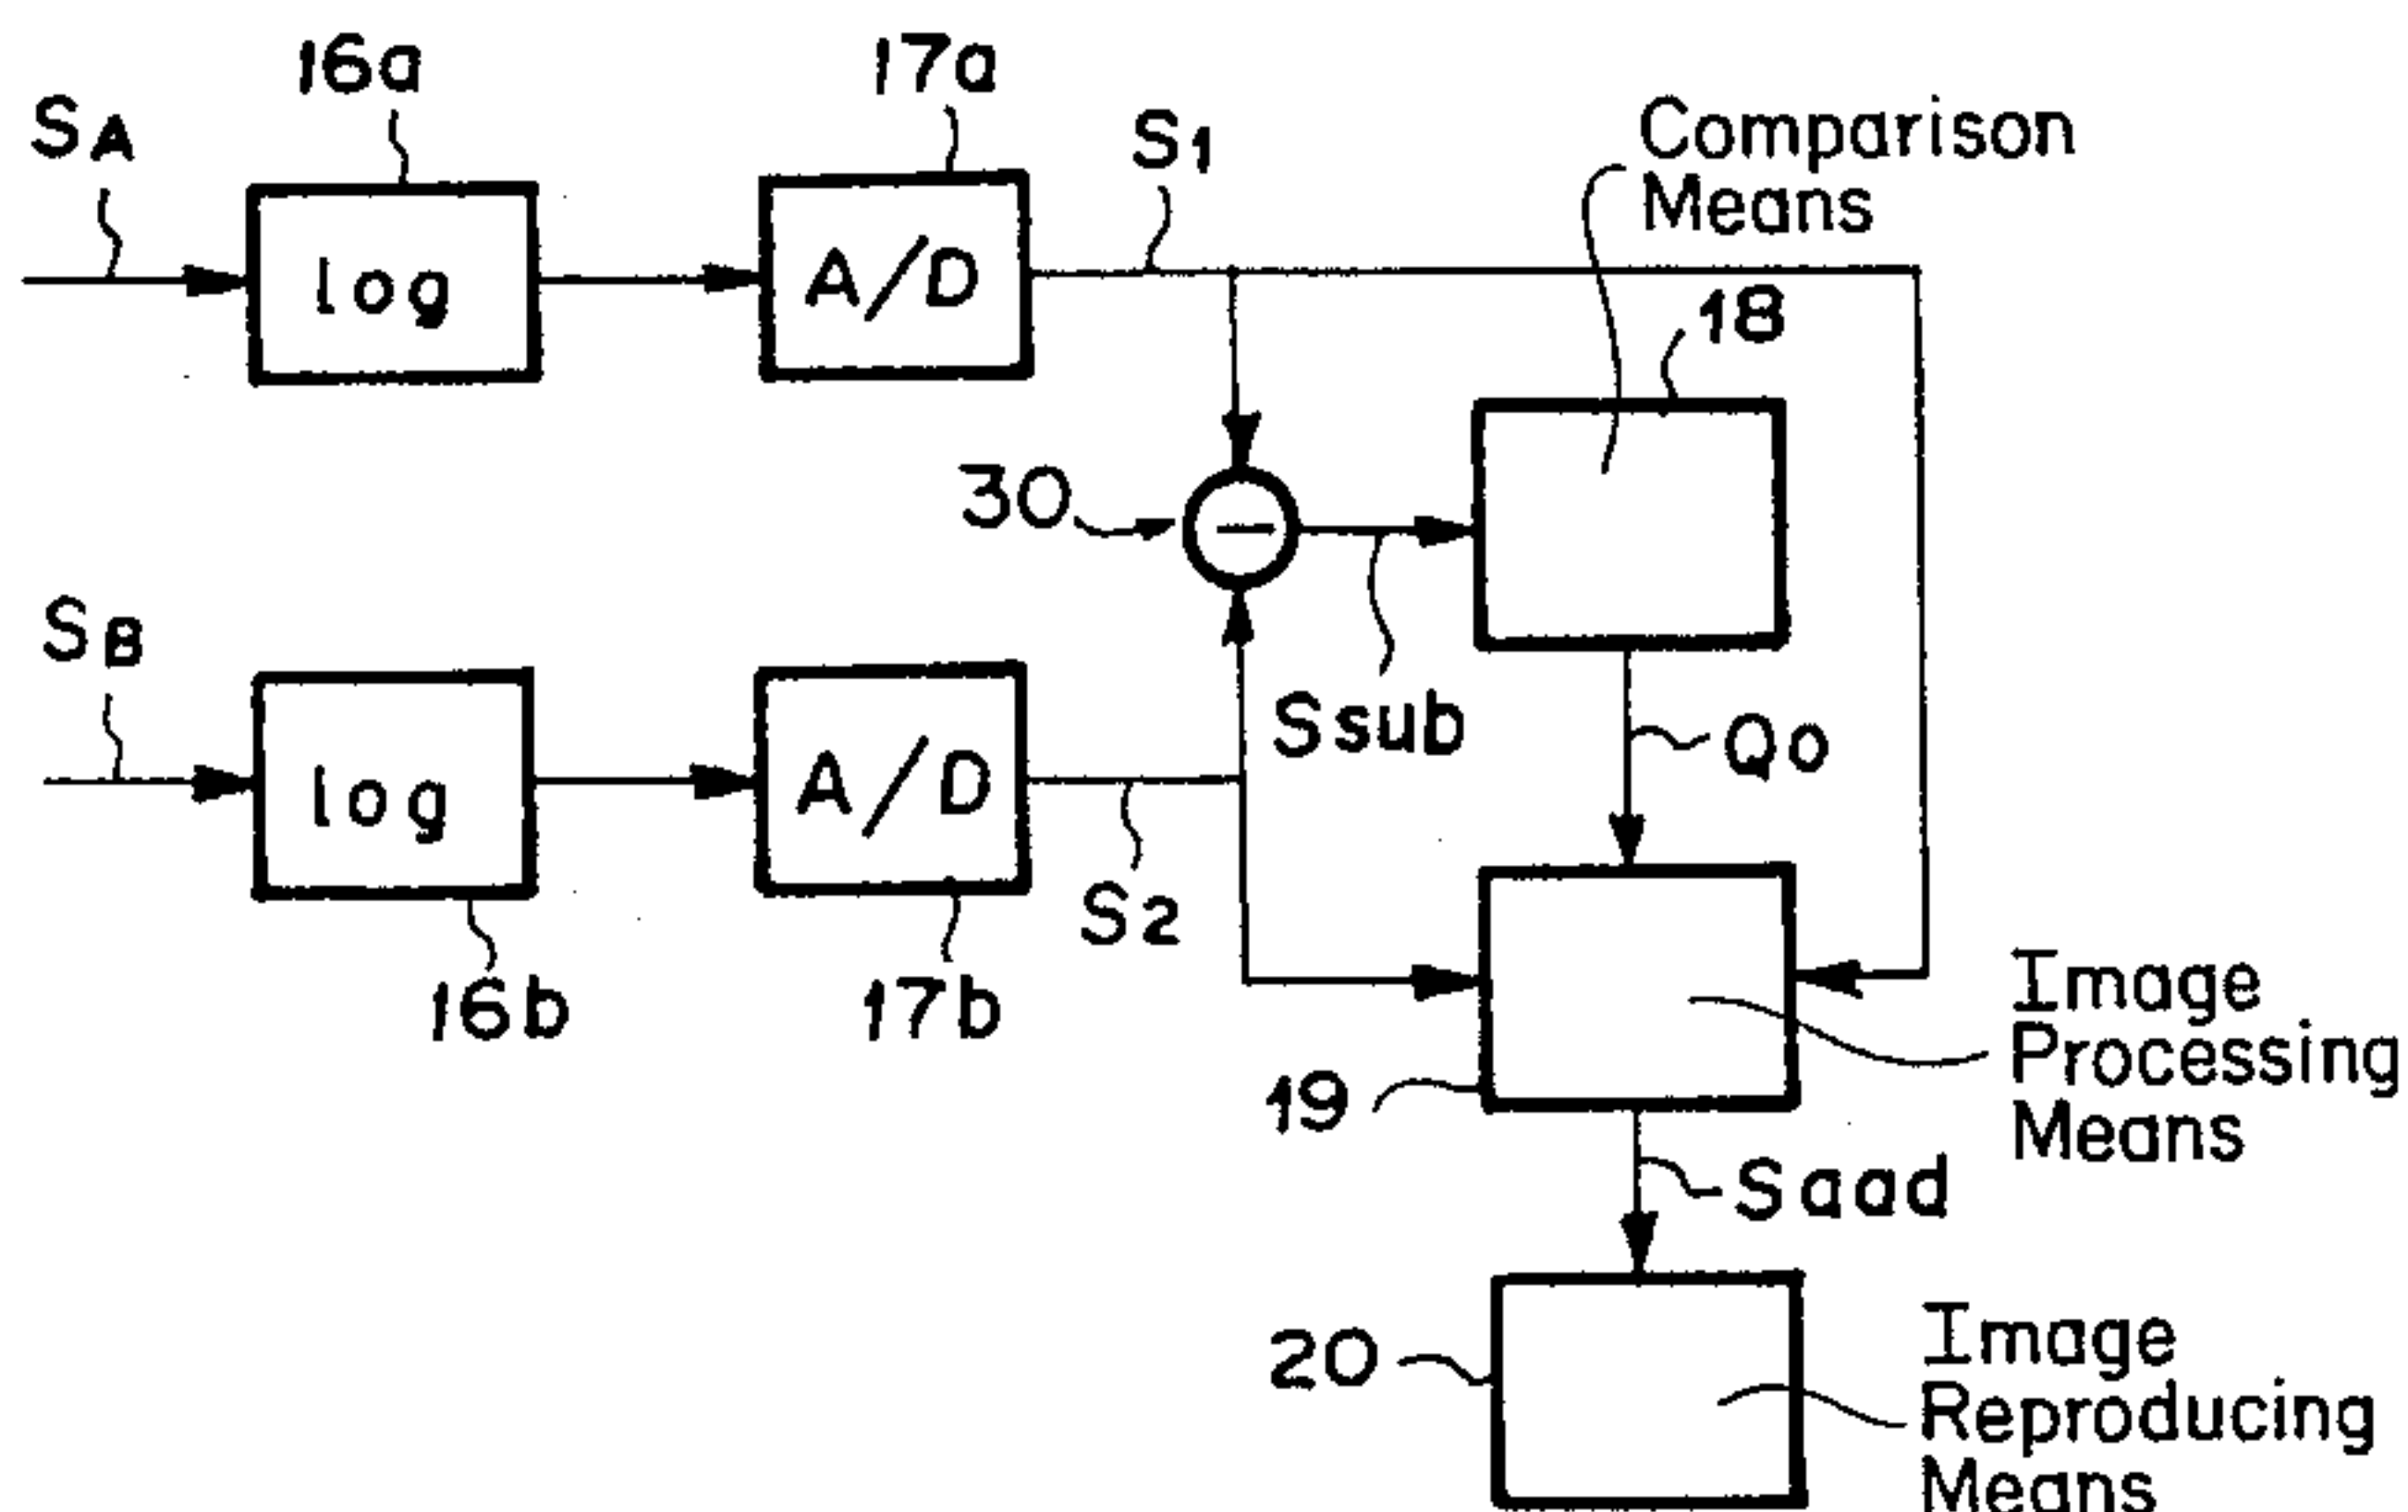 16a
17a
SA
S1
Comparison
Means
log
A/D
18
30
SB
Ssub
Qo
log
A/D
S2
16b
17b
19
Image
Processing
Means
Saad
20
Image
Reproducing
Means